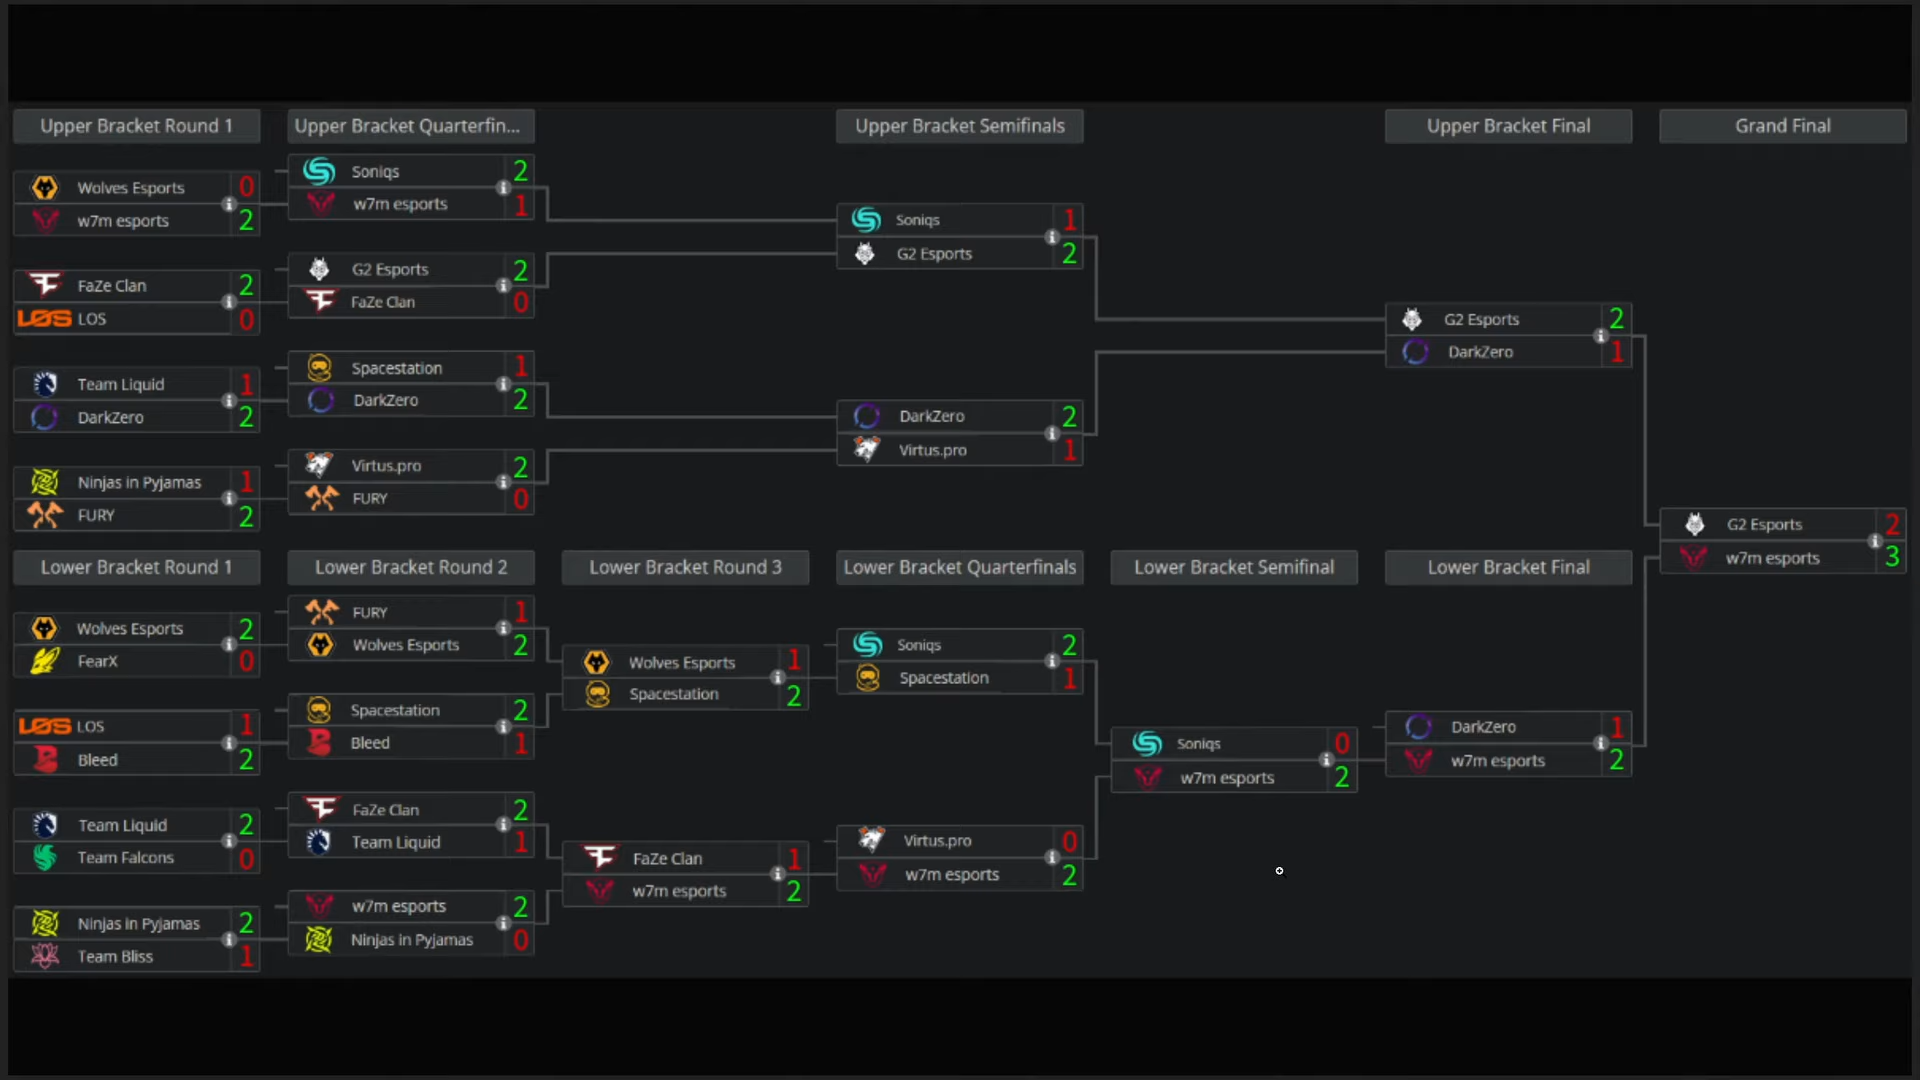 Upper Bracket Round 1
Wolves Esports 0
w7m esports 2
FaZe Clan 2
LOS LOS 0
Team Liquid 1
DarkZero 2
Ninjas in Pyjamas 1
FURY 2
Upper Bracket Quarterfin...
Soniqs 2
w7m esports 1
G2 Esports 2
FaZe Clan 0
Spacestation 1
DarkZero 2
Virtus.pro 2
FURY 0
Upper Bracket Semifinals
Soniqs 1
G2 Esports 2
DarkZero 2
Virtus.pro 1
Upper Bracket Final
G2 Esports 2
DarkZero 1
Grand Final
G2 Esports 2
w7m esports 3
Lower Bracket Round 1
Wolves Esports 2
FearX 0
LOS LOS 1
Bleed 2
Team Liquid 2
Team Falcons 0
Ninjas in Pyjamas 2
Team Bliss 1
Lower Bracket Round 2
FURY 1
Wolves Esports 2
Spacestation 2
Bleed 1
FaZe Clan 2
Team Liquid 1
w7m esports 2
Ninjas in Pyjamas 0
Lower Bracket Round 3
Wolves Esports 1
Spacestation 2
FaZe Clan 1
w7m esports 2
Lower Bracket Quarterfinals
Soniqs 2
Spacestation 1
Virtus.pro 0
w7m esports 2
Lower Bracket Semifinal
Soniqs 0
w7m esports 2
Lower Bracket Final
DarkZero 1
w7m esports 2